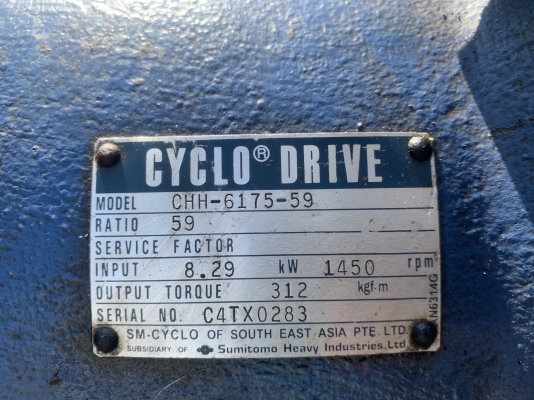 CYCLO® DRIVE
MODEL CHH-6175-59
RATIO 59
SERVICE FACTOR
INPUT 8.29 kW 1450 rpm
OUTPUT TORQUE 312 kgf·m
SERIAL NO. C4TX0283
SM-CYCLO OF SOUTH EAST ASIA PTE. LTD.
SUBSIDIARY OF Sumitomo Heavy Industries, Ltd.
N6314G